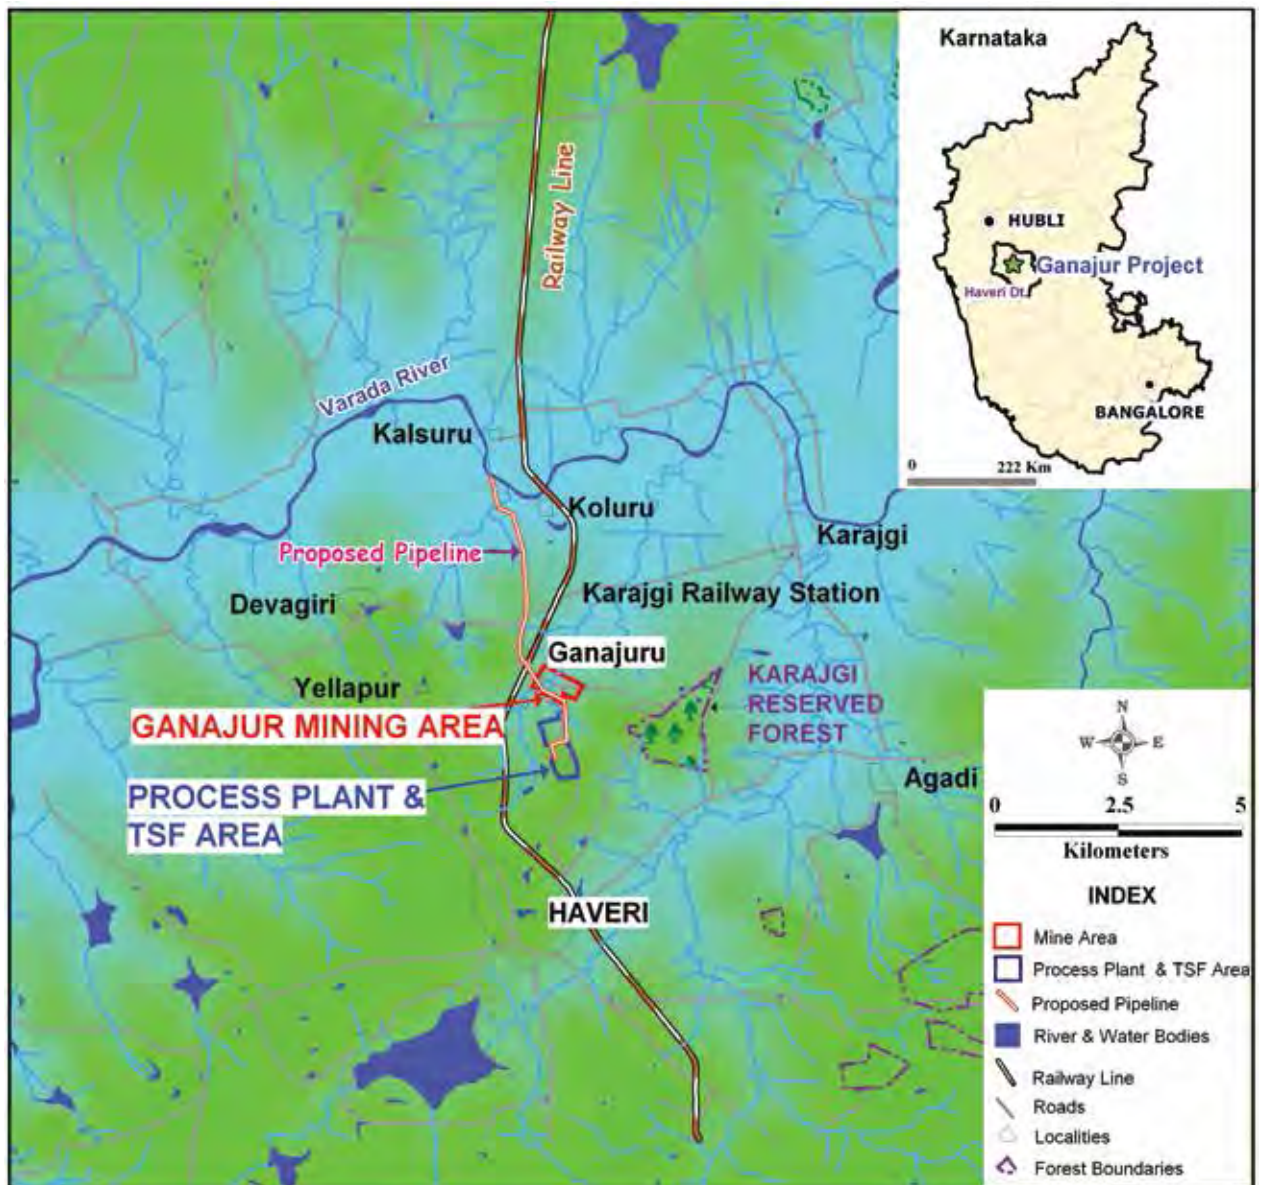 Karnataka
HUBLI
Ganajur Project
Haveri Dt.
BANGALORE
0 222 Km
Railway Line
Varada River
Kalsuru
Koluru
Karajgi
Proposed Pipeline
Karajgi Railway Station
Devagiri
Ganajuru
Yellapur
KARAJGI
RESERVED
FOREST
GANAJUR MINING AREA
Agadi
PROCESS PLANT &
TSF AREA
HAVERI
N
W E
S
0 2.5 5
Kilometers
INDEX
Mine Area
Process Plant & TSF Area
Proposed Pipeline
River & Water Bodies
Railway Line
Roads
Localities
Forest Boundaries